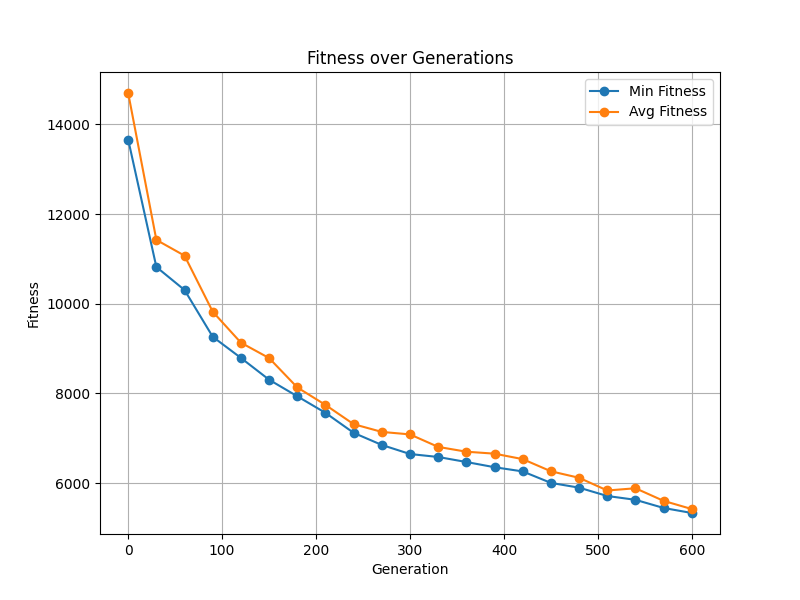 Fitness over Generations
Min Fitness
Avg Fitness
14000
12000
10000
8000
6000
Fitness
0 100 200 300 400 500 600
Generation